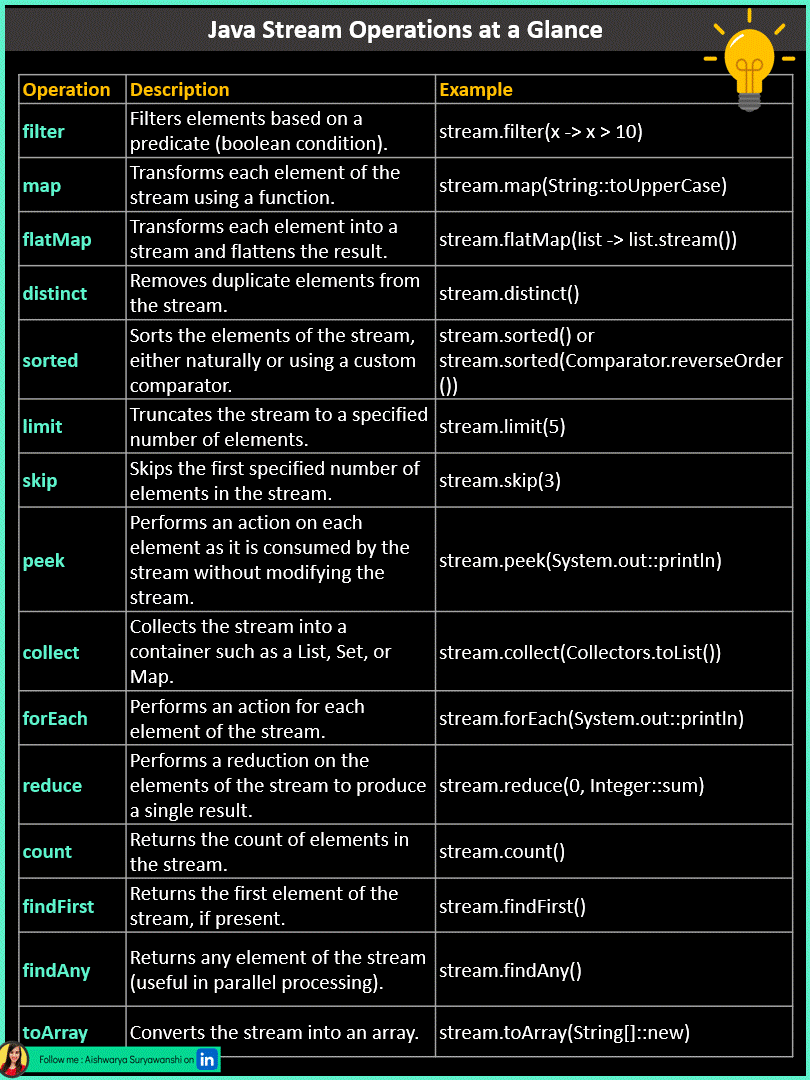 Java Stream Operations at a Glance
Operation Description Example
filter
Filters elements based on a
predicate (boolean condition).
stream.filter(x -> x > 10)
map
Transforms each element of the
stream using a function.
stream.map(String::toUpperCase)
flatMap
Transforms each element into a
stream and flattens the result.
stream.flatMap(list -> list.stream())
distinct
Removes duplicate elements from
the stream.
stream.distinct()
sorted
Sorts the elements of the stream,
either naturally or using a custom
comparator.
stream.sorted() or
stream.sorted(Comparator.reverseOrder
())
limit
Truncates the stream to a specified
number of elements.
stream.limit(5)
skip
Skips the first specified number of
elements in the stream.
stream.skip(3)
peek
Performs an action on each
element as it is consumed by the
stream without modifying the
stream.
stream.peek(System.out::println)
collect
Collects the stream into a
container such as a List, Set, or
Map.
stream.collect(Collectors.toList())
forEach
Performs an action for each
element of the stream.
stream.forEach(System.out::println)
reduce
Performs a reduction on the
elements of the stream to produce
a single result.
stream.reduce(0, Integer::sum)
count
Returns the count of elements in
the stream.
stream.count()
findFirst
Returns the first element of the
stream, if present.
stream.findFirst()
findAny
Returns any element of the stream
(useful in parallel processing).
stream.findAny()
toArray
Converts the stream into an array.
stream.toArray(String[]::new)
Follow me : Aishwarya Suryawanshi on in